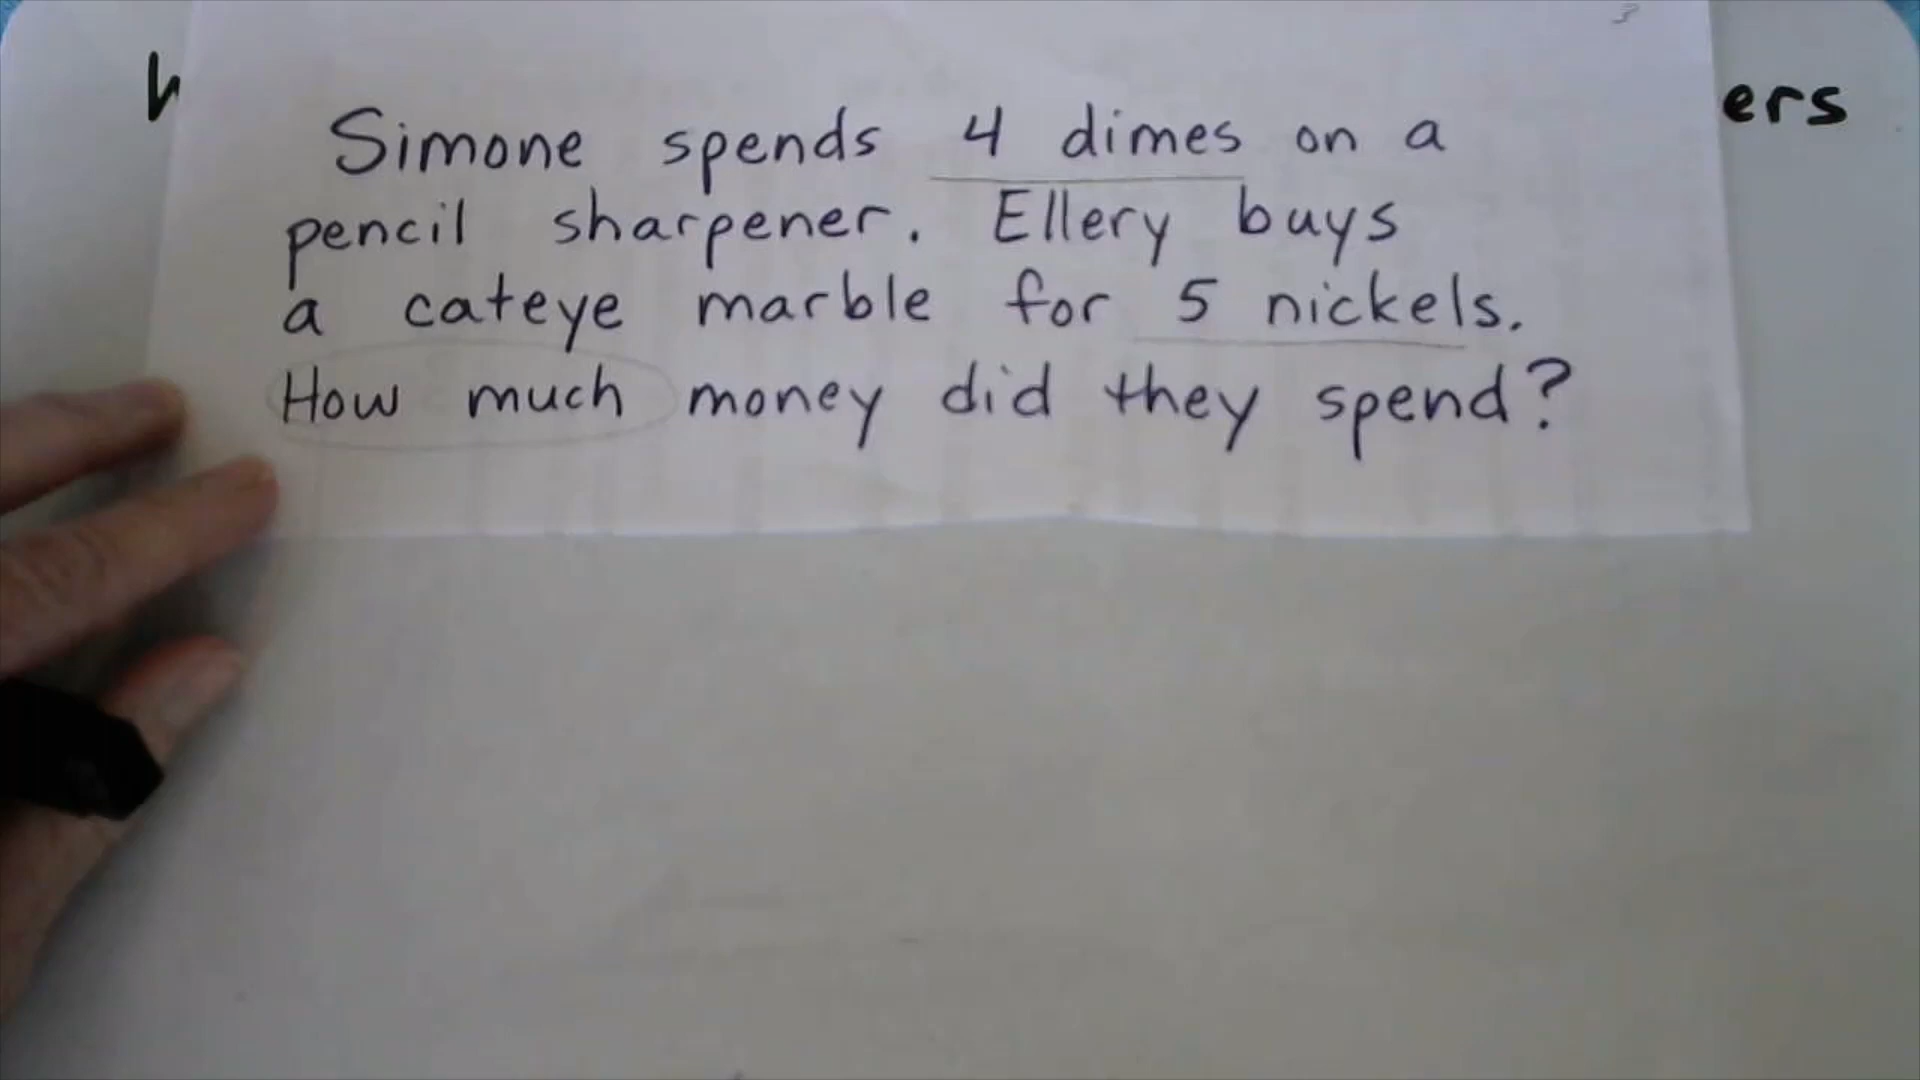 ers
Simone spends 4 dimes on a
pencil sharpener. Ellery buys
a cateye marble for 5 nickels.
How much money did they spend?